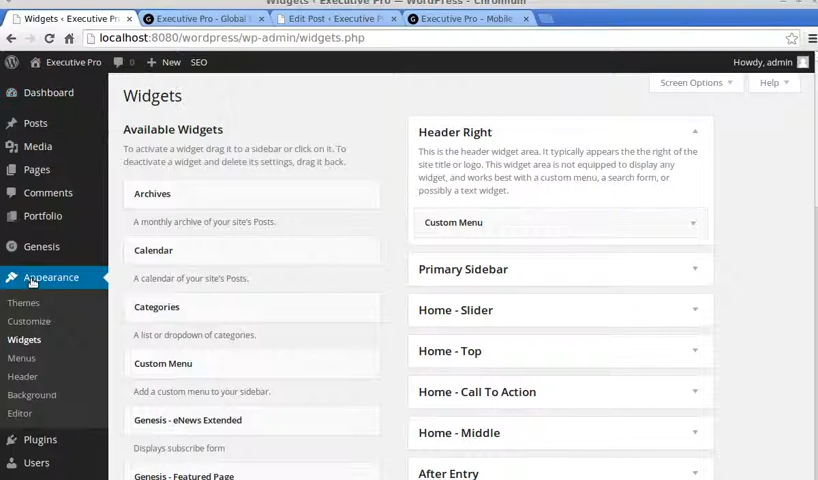 Widgets ‹ Executive Pro — WordPress - Chromium
Widgets ‹ Executive Pr
Executive Pro - Global
Edit Post ‹ Executive P
Executive Pro - Mobile
localhost:8080/wordpress/wp-admin/widgets.php
Executive Pro
0
New
SEO
Howdy, admin
Screen Options
Help
Dashboard
Posts
Media
Pages
Comments
Portfolio
Genesis
Appearance
Themes
Customize
Widgets
Menus
Header
Background
Editor
Plugins
Users
Widgets
Available Widgets
To activate a widget drag it to a sidebar or click on it. To
deactivate a widget and delete its settings, drag it back.
Archives
A monthly archive of your site's Posts.
Calendar
A calendar of your site's Posts.
Categories
A list or dropdown of categories.
Custom Menu
Add a custom menu to your sidebar.
Genesis - eNews Extended
Displays subscribe form
Genesis - Featured Page
Header Right
This is the header widget area. It typically appears the the right of the
site title or logo. This widget area is not equipped to display any
widget, and works best with a custom menu, a search form, or
possibly a text widget.
Custom Menu
Primary Sidebar
Home - Slider
Home - Top
Home - Call To Action
Home - Middle
After Entry